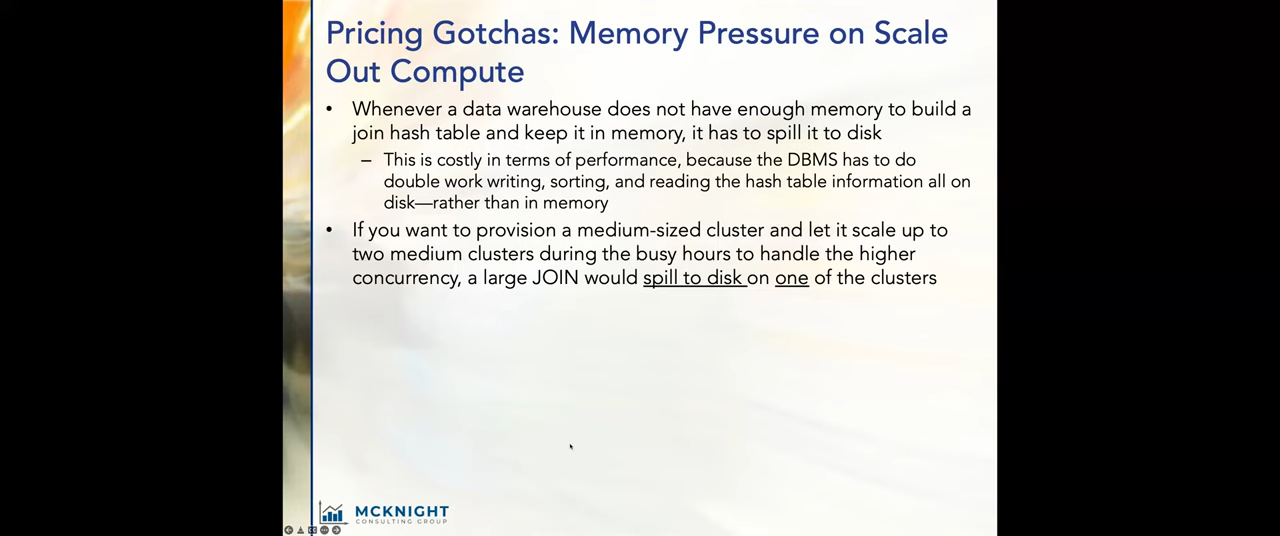 Pricing Gotchas: Memory Pressure on Scale
Out Compute
• Whenever a data warehouse does not have enough memory to build a
join hash table and keep it in memory, it has to spill it to disk
– This is costly in terms of performance, because the DBMS has to do
double work writing, sorting, and reading the hash table information all on
disk—rather than in memory
• If you want to provision a medium-sized cluster and let it scale up to
two medium clusters during the busy hours to handle the higher
concurrency, a large JOIN would spill to disk on one of the clusters
MCKNIGHT
CONSULTING GROUP